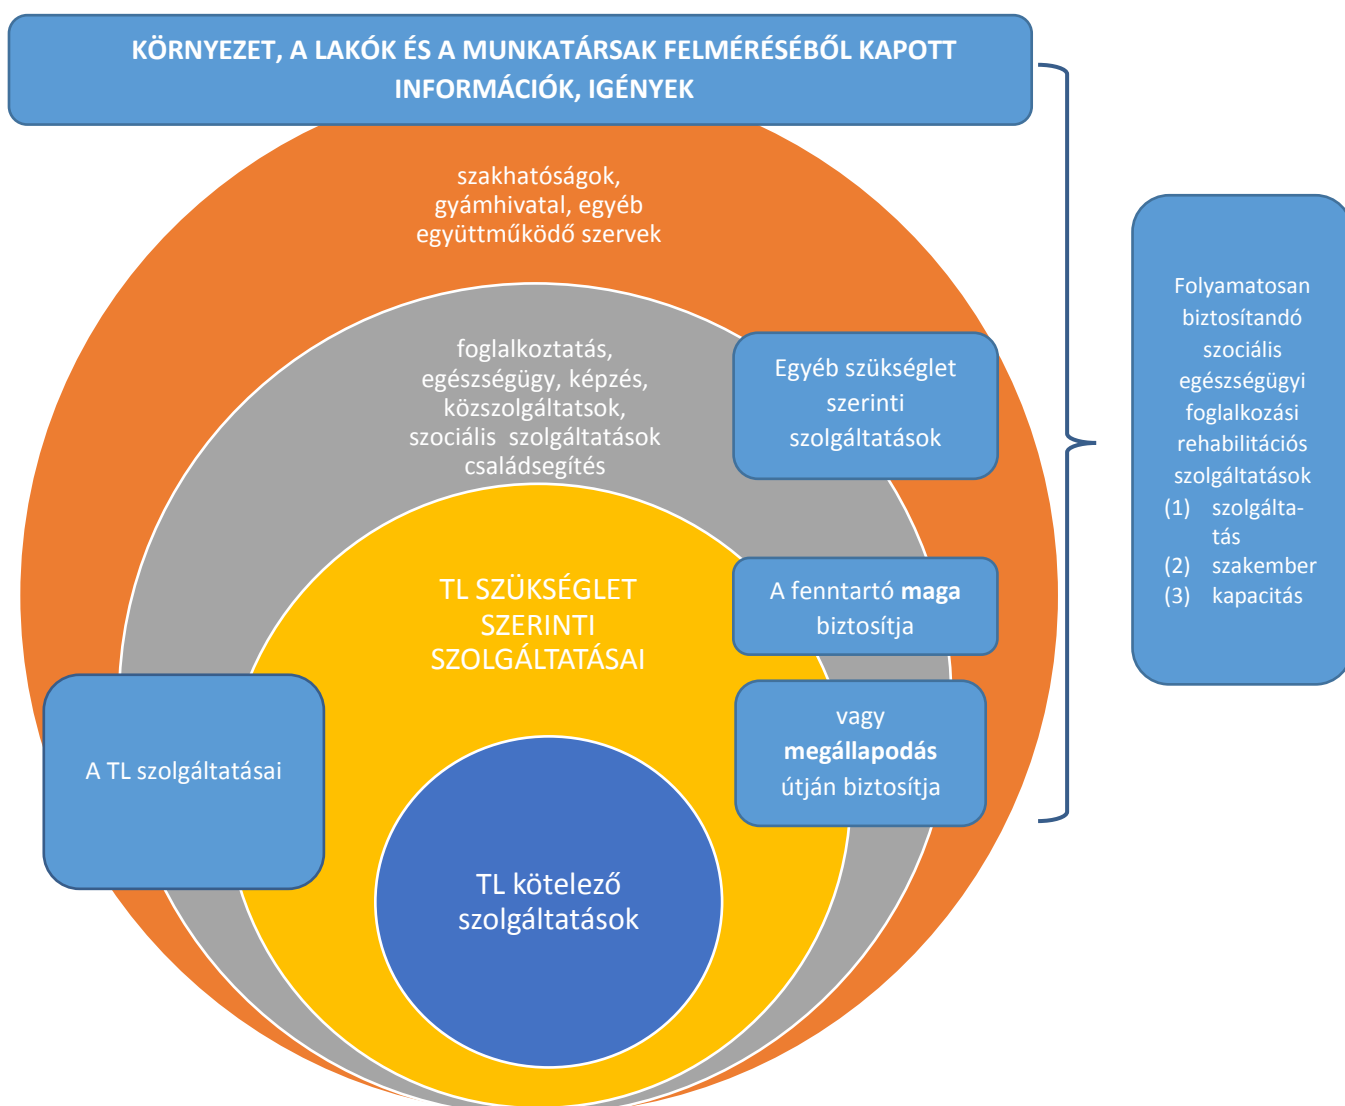 KÖRNYEZET, A LAKÓK ÉS A MUNKATÁRSAK FELMÉRÉSÉBŐL KAPOTT
INFORMÁCIÓK, IGÉNYEK
szakhatóságok,
gyámhivatal, egyéb
együttműködő szervek
foglalkoztatás,
egészségügy, képzés,
közszolgáltatsok,
szociális szolgáltatások
családsegítés
Egyéb szükséglet
szerinti
szolgáltatások
TL SZÜKSÉGLET
SZERINTI
SZOLGÁLTATÁSAI
A fenntartó maga
biztosítja
vagy
megállapodás
útján biztosítja
A TL szolgáltatásai
TL kötelező
szolgáltatások
Folyamatosan
biztosítandó
szociális
egészségügyi
foglalkozási
rehabilitációs
szolgáltatások
(1) szolgálta-
tás
(2) szakember
(3) kapacitás